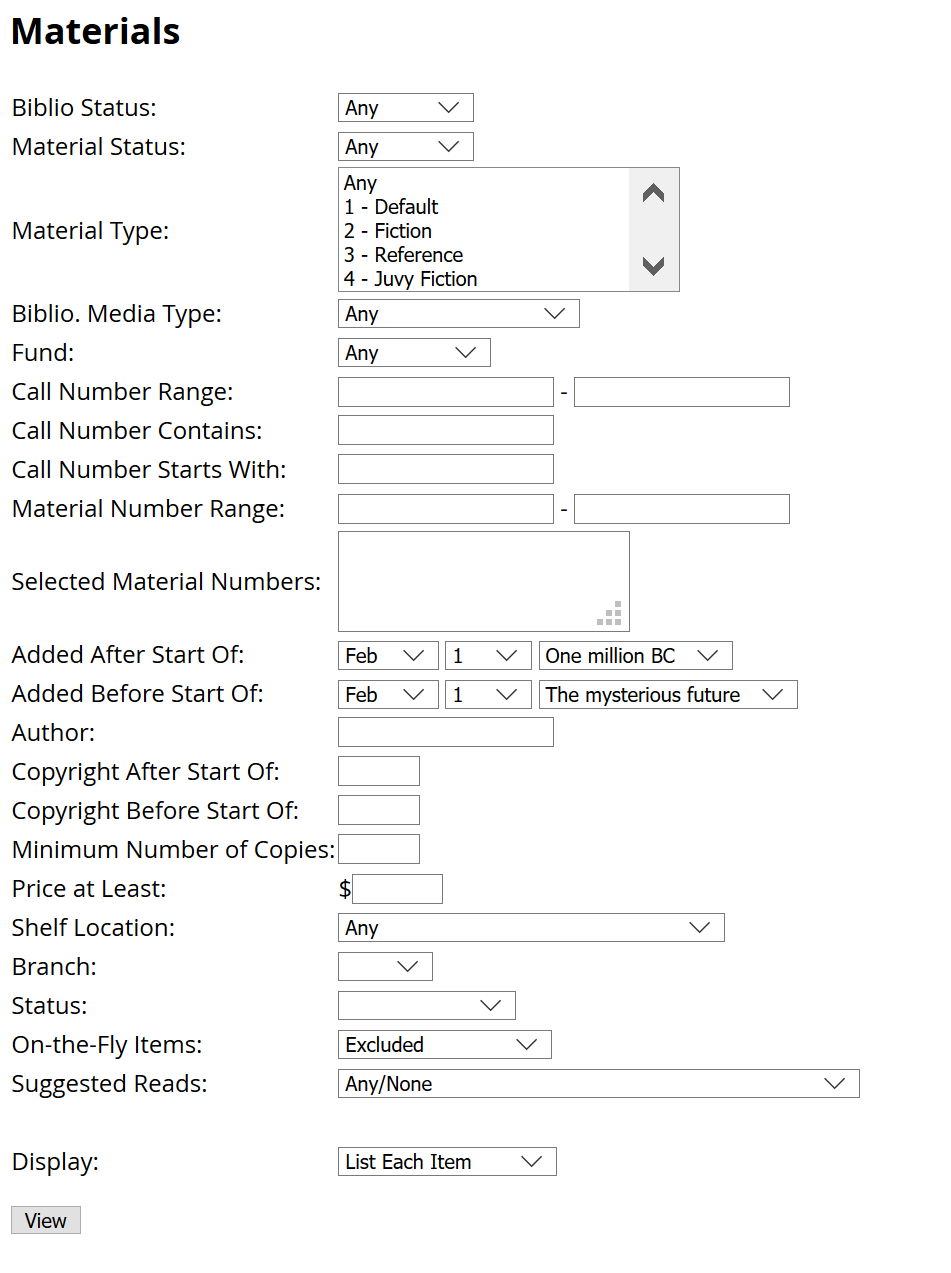 Materials
Biblio Status: Any
Material Status: Any
Material Type:
Any
1 - Default
2 - Fiction
3 - Reference
4 - Juvy Fiction
Biblio. Media Type: Any
Fund: Any
Call Number Range: -
Call Number Contains:
Call Number Starts With:
Material Number Range: -
Selected Material Numbers:
Added After Start Of: Feb 1 One million BC
Added Before Start Of: Feb 1 The mysterious future
Author:
Copyright After Start Of:
Copyright Before Start Of:
Minimum Number of Copies:
Price at Least: $
Shelf Location: Any
Branch:
Status:
On-the-Fly Items: Excluded
Suggested Reads: Any/None
Display: List Each Item
View